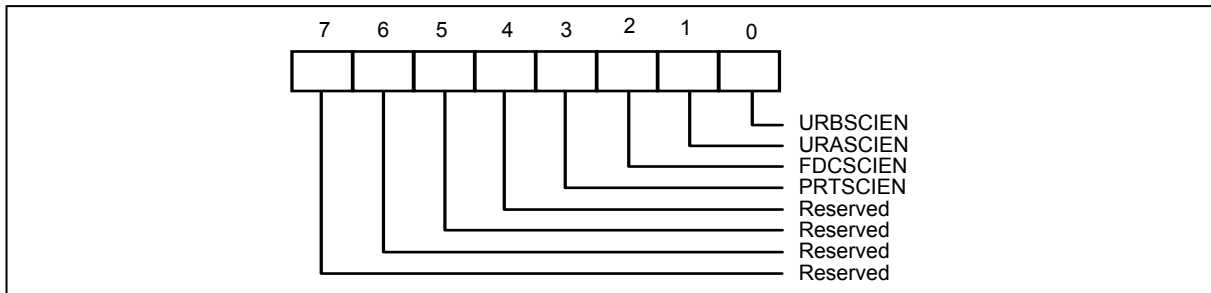 7 6 5 4 3 2 1 0
URBSCIEN
URASCIEN
FDCSCIEN
PRTSCIEN
Reserved
Reserved
Reserved
Reserved